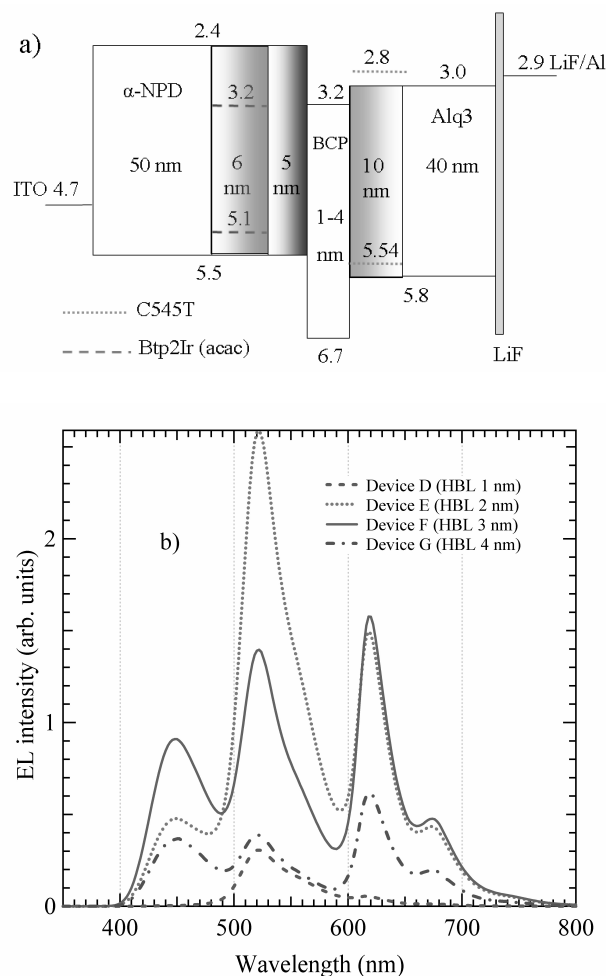 a)
2.4
2.8
3.0
2.9 LiF/Al
α-NPD
3.2
3.2
Alq3
BCP
50 nm
6
nm
5
nm
10
nm
40 nm
ITO 4.7
5.1
1-4
nm
5.54
5.5
5.8
C545T
Btp2Ir (acac)
6.7
LiF
b)
Device D (HBL 1 nm)
Device E (HBL 2 nm)
Device F (HBL 3 nm)
Device G (HBL 4 nm)
EL intensity (arb. units)
2
1
0
400
500
600
700
800
Wavelength (nm)